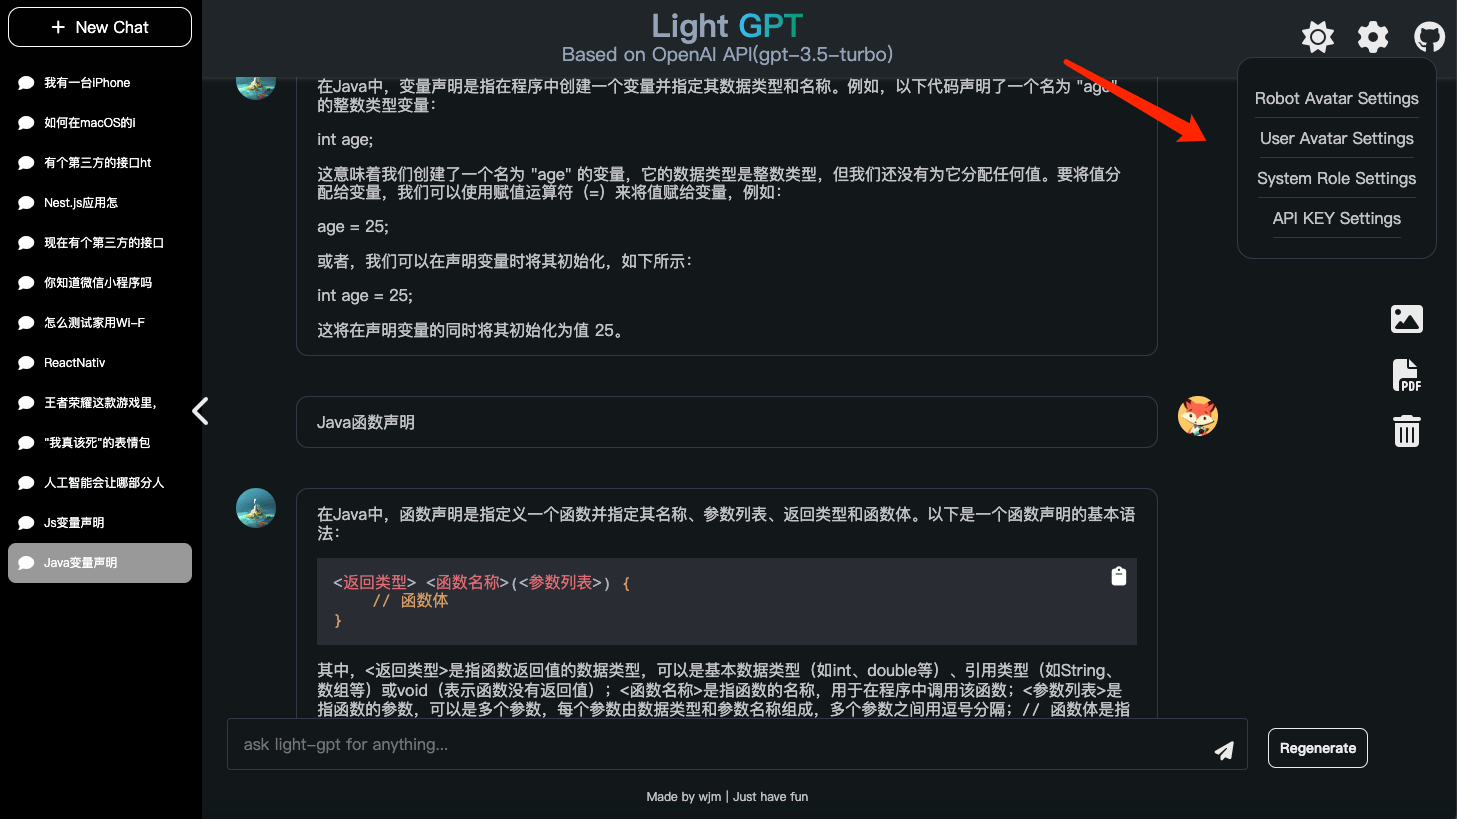 New Chat
我有一台iPhone
如何在macOS的i
有个第三方的接口ht
Nest.js应用怎
现在有个第三方的接口
你知道微信小程序吗
怎么测试家用Wi-F
ReactNativ
王者荣耀这款游戏里，
"我真该死"的表情包
人工智能会让哪部分人
Js变量声明
Java变量声明
Light GPT
Based on OpenAI API(gpt-3.5-turbo)
Robot Avatar Settings
User Avatar Settings
System Role Settings
API KEY Settings
在Java中，变量声明是指在程序中创建一个变量并指定其数据类型和名称。例如，以下代码声明了一个名为 "age"
的整数类型变量：
int age;
这意味着我们创建了一个名为 "age" 的变量，它的数据类型是整数类型，但我们还没有为它分配任何值。要将值分
配给变量，我们可以使用赋值运算符（=）来将值赋给变量，例如：
age = 25;
或者，我们可以在声明变量时将其初始化，如下所示：
int age = 25;
这将在声明变量的同时将其初始化为值 25。
PDF
Java函数声明
在Java中，函数声明是指定义一个函数并指定其名称、参数列表、返回类型和函数体。以下是一个函数声明的基本语
法：
<返回类型> <函数名称>(<参数列表>) {
// 函数体
}
其中，<返回类型>是指函数返回值的数据类型，可以是基本数据类型（如int、double等）、引用类型（如String、
数组等）或void（表示函数没有返回值）；<函数名称>是指函数的名称，用于在程序中调用该函数；<参数列表>是
指函数的参数，可以是多个参数，每个参数由数据类型和参数名称组成，多个参数之间用逗号分隔；// 函数体是指
ask light-gpt for anything...
Regenerate
Made by wjm | Just have fun